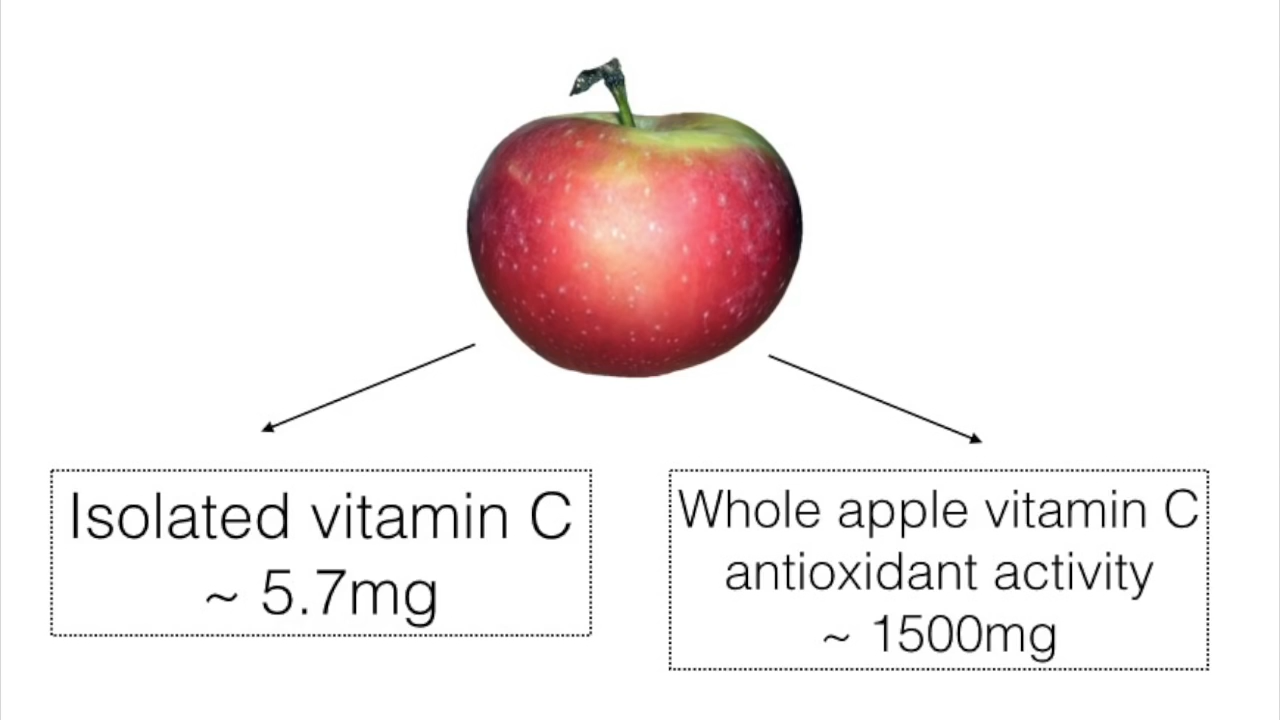 Isolated vitamin C
~ 5.7mg
Whole apple vitamin C
antioxidant activity
~ 1500mg